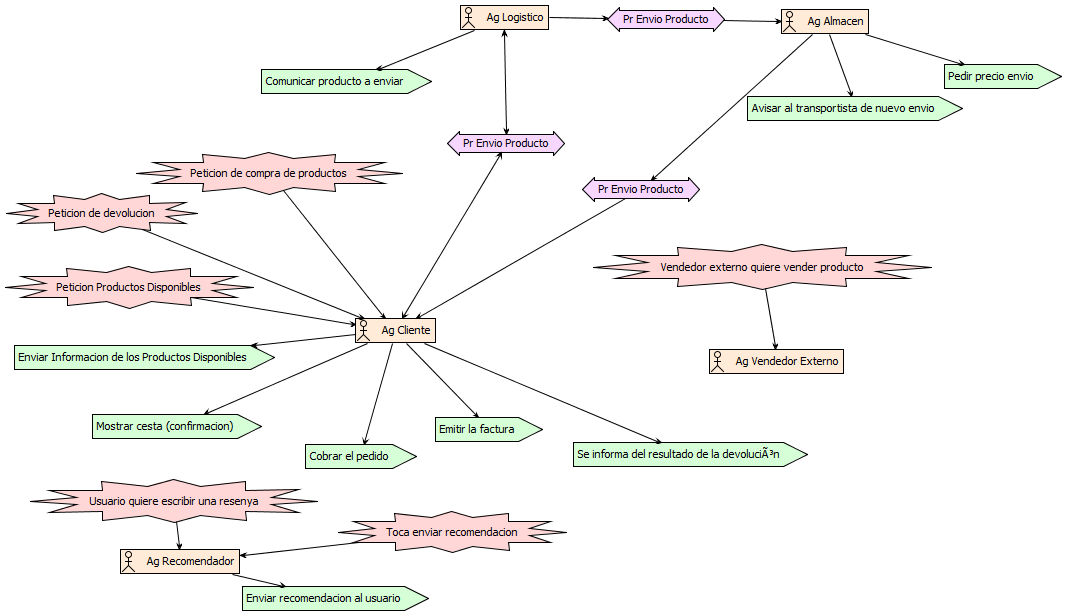 Ag Logistico
Pr Envio Producto
Ag Almacen
Comunicar producto a enviar
Pedir precio envio
Avisar al transportista de nuevo envio
Pr Envio Producto
Peticion de compra de productos
Pr Envio Producto
Peticion de devolucion
Vendedor externo quiere vender producto
Peticion Productos Disponibles
Ag Cliente
Enviar Informacion de los Productos Disponibles
Ag Vendedor Externo
Mostrar cesta (confirmacion)
Emitir la factura
Cobrar el pedido
Se informa del resultado de la devoluciÃ³n
Usuario quiere escribir una resenya
Toca enviar recomendacion
Ag Recomendador
Enviar recomendacion al usuario